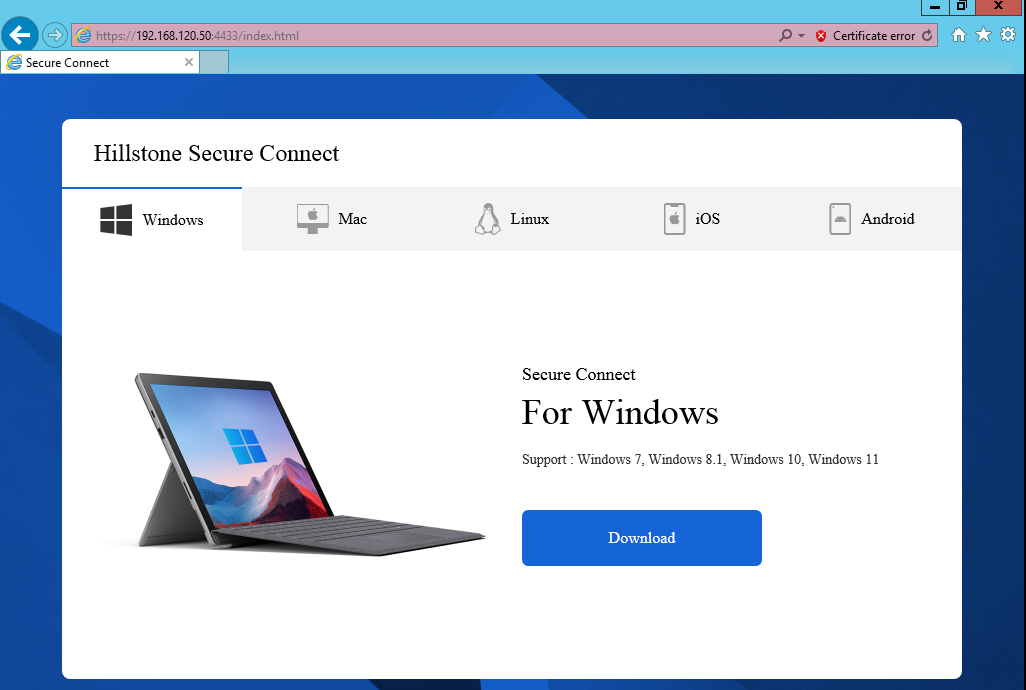 https://192.168.120.50:4433/index.html
Certificate error
Secure Connect
Hillstone Secure Connect
Windows
Mac
Linux
iOS
Android
Secure Connect
For Windows
Support : Windows 7, Windows 8.1, Windows 10, Windows 11
Download